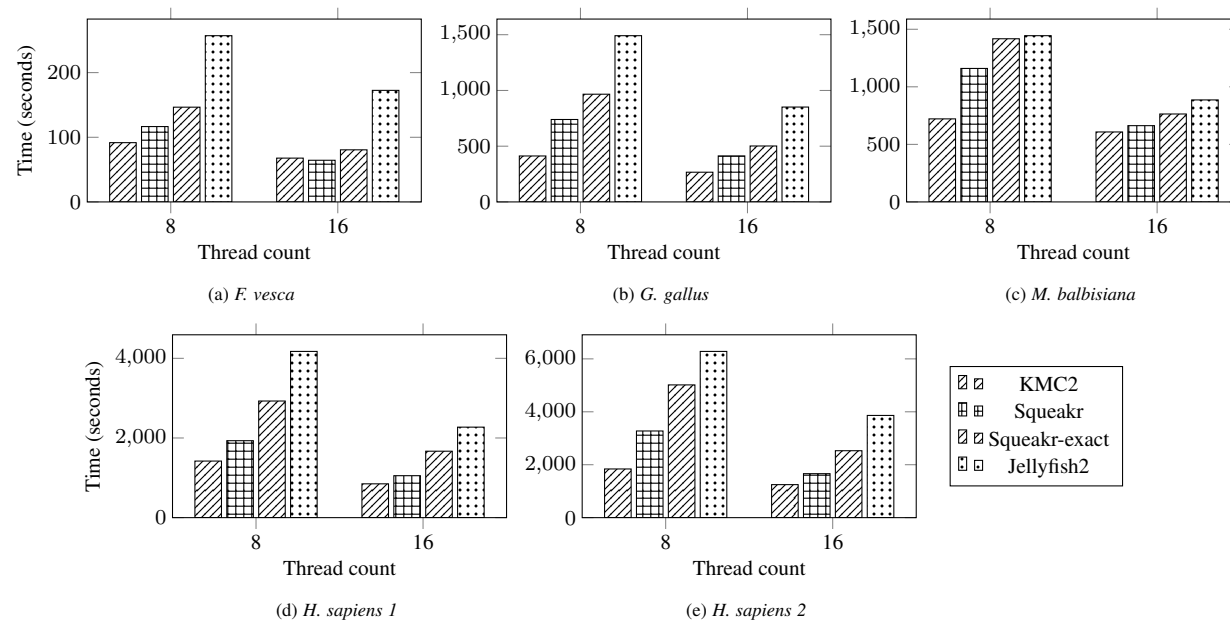 Time (seconds)
200
100
0
8
16
Thread count
(a) F. vesca
1,500
1,000
500
0
8
16
Thread count
(b) G. gallus
1,500
1,000
500
0
8
16
Thread count
(c) M. balbisiana
Time (seconds)
4,000
2,000
0
8
16
Thread count
(d) H. sapiens 1
6,000
4,000
2,000
0
8
16
Thread count
(e) H. sapiens 2
KMC2
Squeakr
Squeakr-exact
Jellyfish2